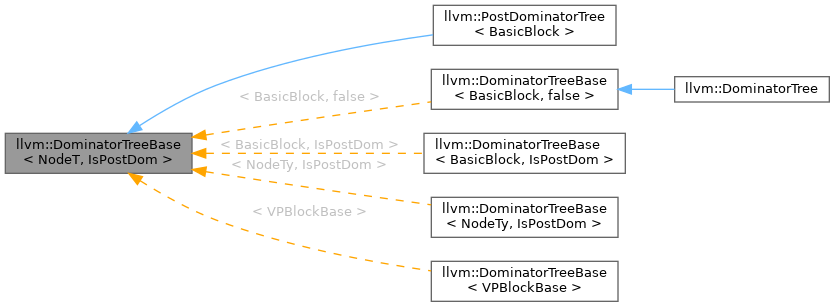 llvm::DominatorTreeBase
< NodeT, IsPostDom >
llvm::PostDominatorTree
< BasicBlock >
< BasicBlock, false >
llvm::DominatorTreeBase
< BasicBlock, false >
llvm::DominatorTree
< BasicBlock, IsPostDom >
llvm::DominatorTreeBase
< BasicBlock, IsPostDom >
< NodeTy, IsPostDom >
llvm::DominatorTreeBase
< NodeTy, IsPostDom >
< VPBlockBase >
llvm::DominatorTreeBase
< VPBlockBase >